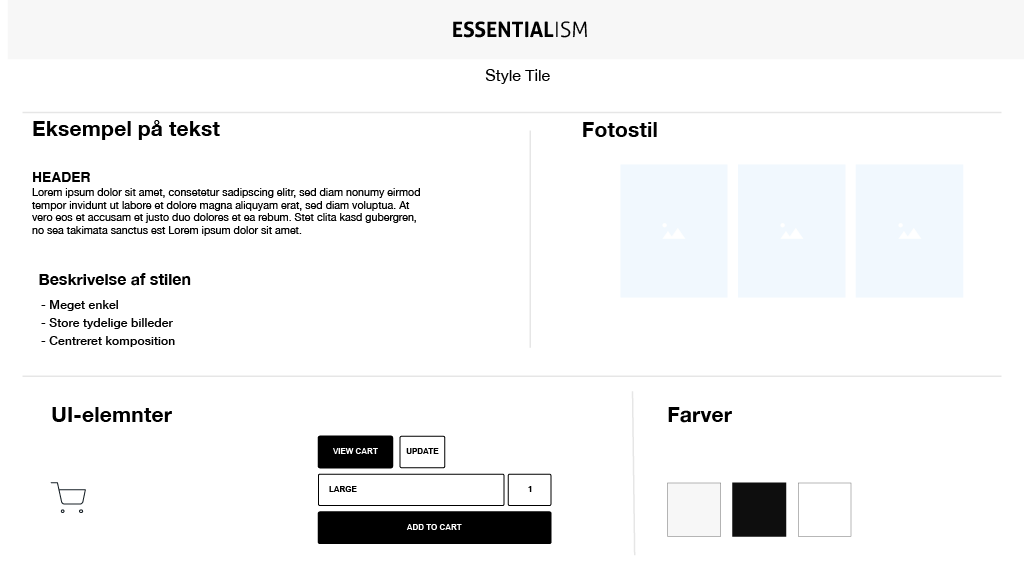 ESSENTIALISM
Style Tile
Eksempel på tekst
HEADER
Lorem ipsum dolor sit amet, consetetur sadipscing elitr, sed diam nonumy eirmod
tempor invidunt ut labore et dolore magna aliquyam erat, sed diam voluptua. At
vero eos et accusam et justo duo dolores et ea rebum. Stet clita kasd gubergren,
no sea takimata sanctus est Lorem ipsum dolor sit amet.
Beskrivelse af stilen
- Meget enkel
- Store tydelige billeder
- Centreret komposition
Fotostil
UI-elemnter
VIEW CART
UPDATE
LARGE
1
ADD TO CART
Farver